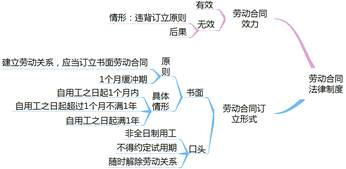 劳动合同
法律制度
劳动合同
效力
有效
无效
情形：违背订立原则
后果
劳动合同订
立形式
书面
原
则
建立劳动关系，应当订立书面劳动合同
1个月缓冲期
具体
情形
自用工之日起1个月内
自用工之日起超过1个月不满1年
自用工之日起满1年
口头
非全日制用工
不得约定试用期
随时解除劳动关系